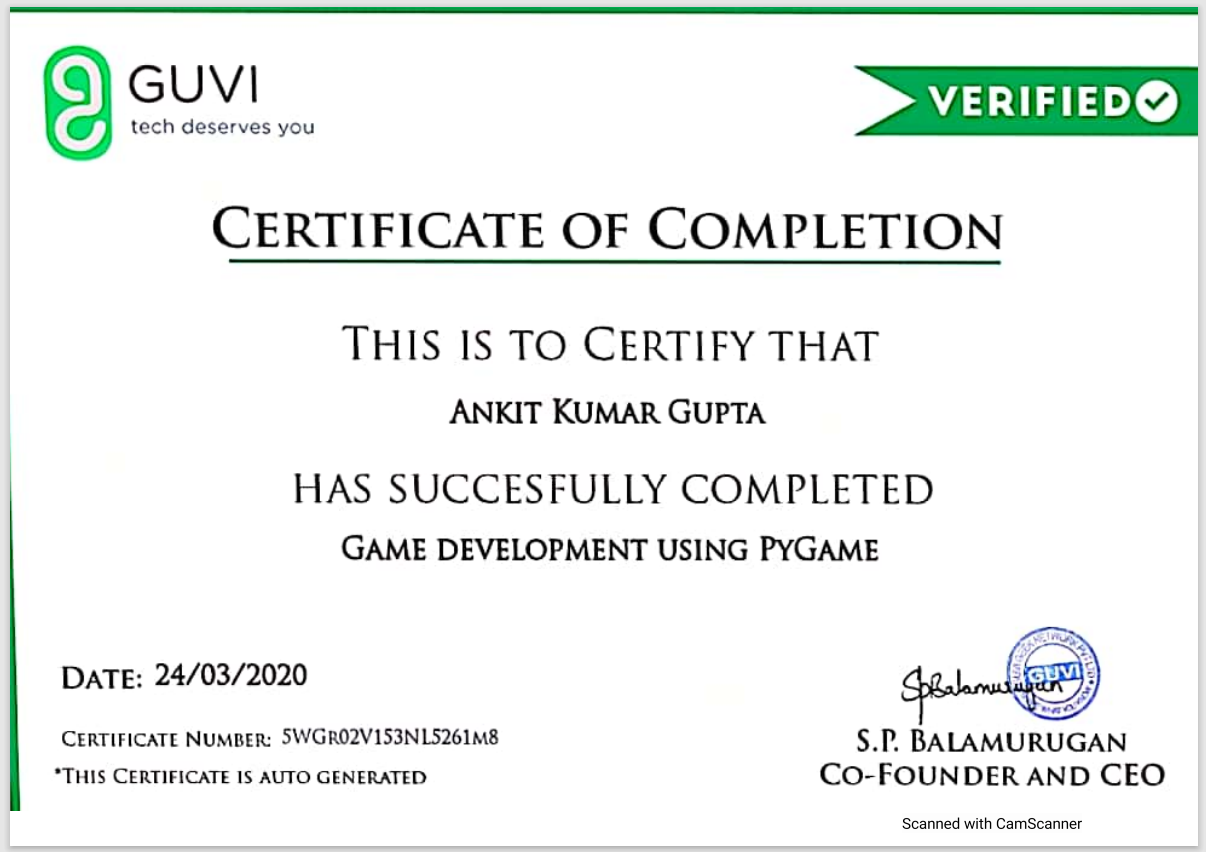 GUVI
tech deserves you
VERIFIED
CERTIFICATE OF COMPLETION
THIS IS TO CERTIFY THAT
ANKIT KUMAR GUPTA
HAS SUCCESFULLY COMPLETED
GAME DEVELOPMENT USING PYGAME
DATE: 24/03/2020
CERTIFICATE NUMBER: 5WGR02V153NL5261M8
*THIS CERTIFICATE IS AUTO GENERATED
SPBalamurugan
GUVI
S.P. BALAMURUGAN
CO-FOUNDER AND CEO
Scanned with CamScanner